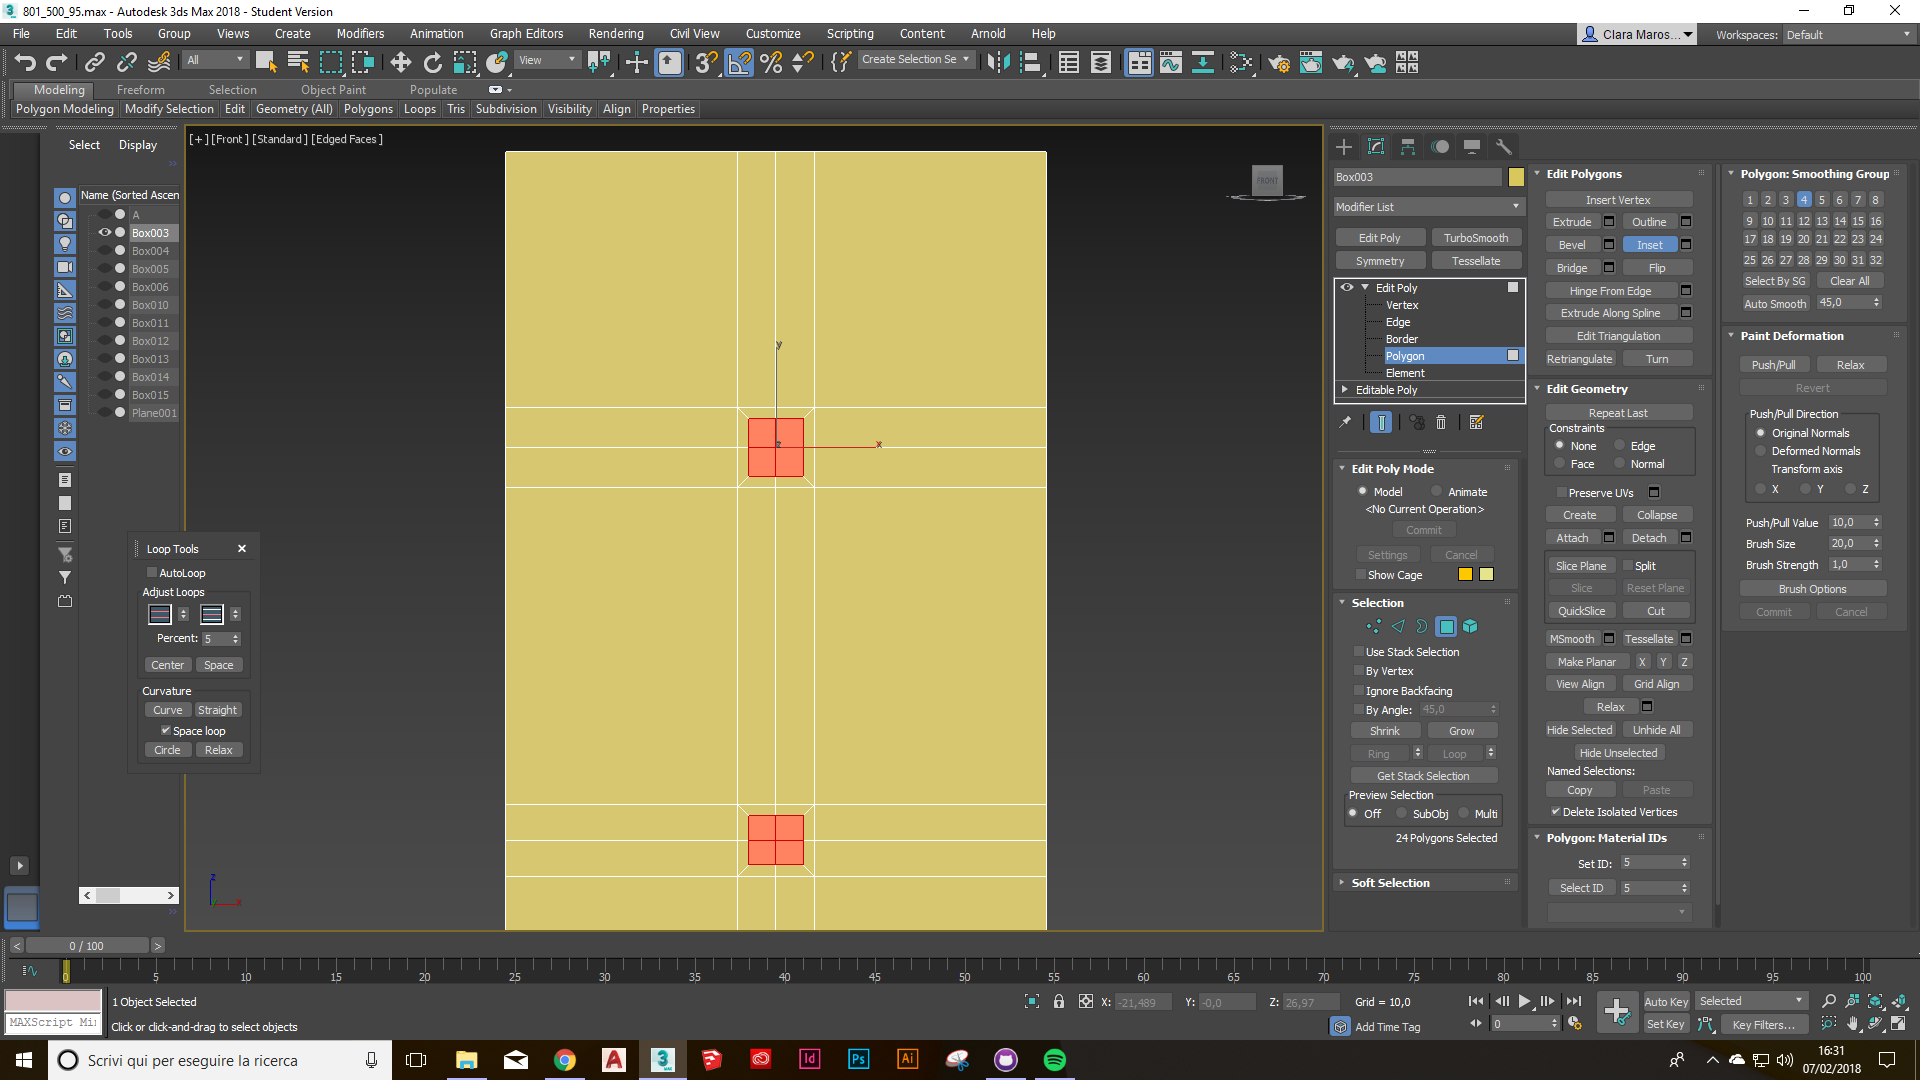 801_500_95.max - Autodesk 3ds Max 2018 - Student Version
File Edit Tools Group Views Create Modifiers Animation Graph Editors Rendering Civil View Customize Scripting Content Arnold Help
Clara Maros...
Workspaces: Default
All
View
Create Selection Se
Modeling Freeform Selection Object Paint Populate
Polygon Modeling Modify Selection Edit Geometry (All) Polygons Loops Tris Subdivision Visibility Align Properties
Select Display
Name (Sorted Ascen
A
Box003
Box004
Box005
Box006
Box010
Box011
Box012
Box013
Box014
Box015
Plane001
[+] [Front] [Standard] [Edged Faces]
FRONT
y
x
z
z
x
Loop Tools
AutoLoop
Adjust Loops
Percent: 5
Center Space
Curvature
Curve Straight
Space loop
Circle Relax
Box003
Modifier List
Edit Poly TurboSmooth
Symmetry Tessellate
Edit Poly
Vertex
Edge
Border
Polygon
Element
Editable Poly
Edit Poly Mode
Model Animate
<No Current Operation>
Commit
Settings Cancel
Show Cage
Selection
Use Stack Selection
By Vertex
Ignore Backfacing
By Angle: 45,0
Shrink Grow
Ring Loop
Get Stack Selection
Preview Selection
Off SubObj Multi
24 Polygons Selected
Soft Selection
Edit Polygons
Insert Vertex
Extrude Outline
Bevel Inset
Bridge Flip
Hinge From Edge
Extrude Along Spline
Edit Triangulation
Retriangulate Turn
Edit Geometry
Repeat Last
Constraints
None Edge
Face Normal
Preserve UVs
Create Collapse
Attach Detach
Slice Plane Split
Slice Reset Plane
QuickSlice Cut
MSmooth Tessellate
Make Planar X Y Z
View Align Grid Align
Relax
Hide Selected Unhide All
Hide Unselected
Named Selections:
Copy Paste
Delete Isolated Vertices
Polygon: Material IDs
Set ID: 5
Select ID 5
Polygon: Smoothing Group
1 2 3 4 5 6 7 8
9 10 11 12 13 14 15 16
17 18 19 20 21 22 23 24
25 26 27 28 29 30 31 32
Select By SG Clear All
Auto Smooth 45,0
Paint Deformation
Push/Pull Relax
Revert
Push/Pull Direction
Original Normals
Deformed Normals
Transform axis
X Y Z
Push/Pull Value 10,0
Brush Size 20,0
Brush Strength 1,0
Brush Options
Commit Cancel
< 0 / 100 >
0 5 10 15 20 25 30 35 40 45 50 55 60 65 70 75 80 85 90 95 100
1 Object Selected
X: -21,489 Y: -0,0 Z: 26,97 Grid = 10,0
Auto Key Selected
MAXScript Mi
Click or click-and-drag to select objects
Add Time Tag
0
Set Key Key Filters...
Scrivi qui per eseguire la ricerca
16:31
07/02/2018